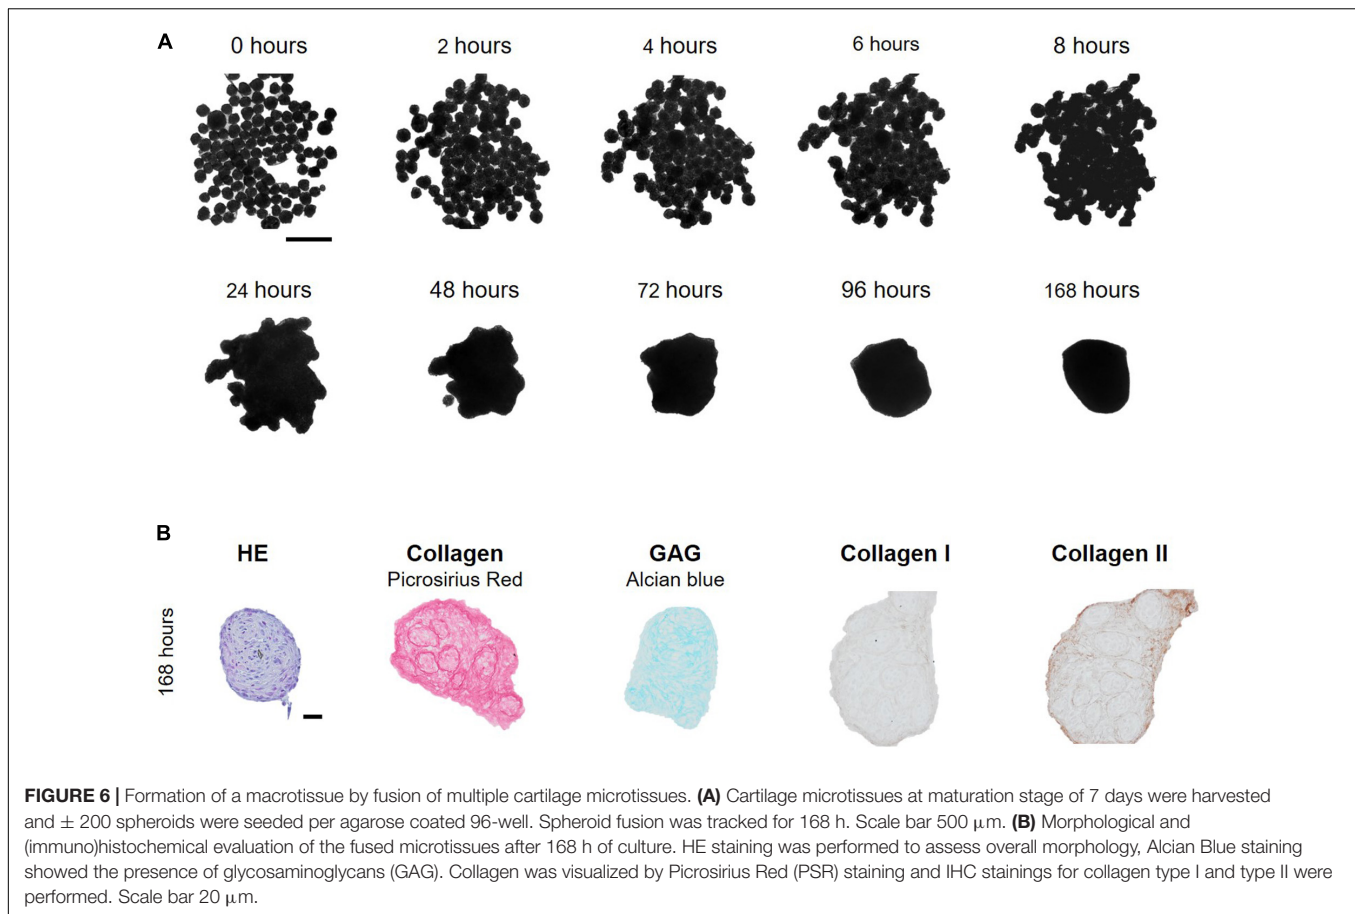 A
0 hours
2 hours
4 hours
6 hours
8 hours
24 hours
48 hours
72 hours
96 hours
168 hours
B
HE
Collagen
Picrosirius Red
GAG
Alcian blue
Collagen I
Collagen II
168 hours
FIGURE 6 | Formation of a macrotissue by fusion of multiple cartilage microtissues. (A) Cartilage microtissues at maturation stage of 7 days were harvested
and ± 200 spheroids were seeded per agarose coated 96-well. Spheroid fusion was tracked for 168 h. Scale bar 500 μm. (B) Morphological and
(immuno)histochemical evaluation of the fused microtissues after 168 h of culture. HE staining was performed to assess overall morphology, Alcian Blue staining
showed the presence of glycosaminoglycans (GAG). Collagen was visualized by Picrosirius Red (PSR) staining and IHC stainings for collagen type I and type II were
performed. Scale bar 20 μm.